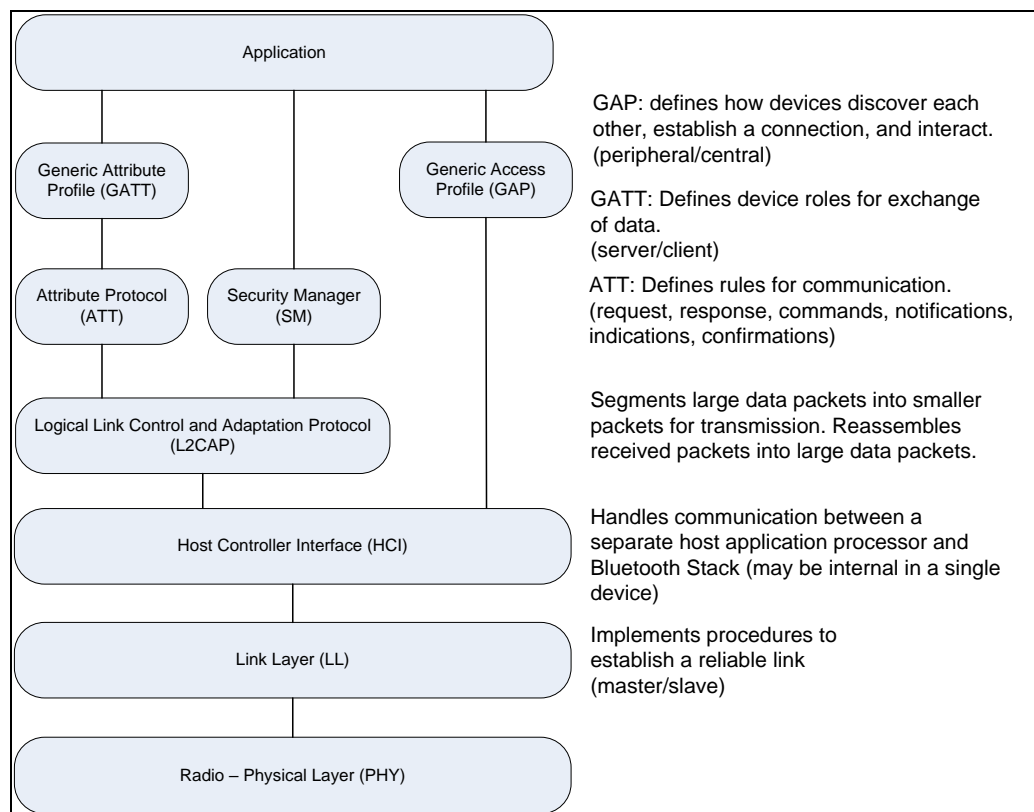 Application
Generic Attribute
Profile (GATT)
Generic Access
Profile (GAP)
Attribute Protocol
(ATT)
Security Manager
(SM)
Logical Link Control and Adaptation Protocol
(L2CAP)
Host Controller Interface (HCI)
Link Layer (LL)
Radio – Physical Layer (PHY)
GAP: defines how devices discover each
other, establish a connection, and interact.
(peripheral/central)
GATT: Defines device roles for exchange
of data.
(server/client)
ATT: Defines rules for communication.
(request, response, commands, notifications,
indications, confirmations)
Segments large data packets into smaller
packets for transmission. Reassembles
received packets into large data packets.
Handles communication between a
separate host application processor and
Bluetooth Stack (may be internal in a single
device)
Implements procedures to
establish a reliable link
(master/slave)